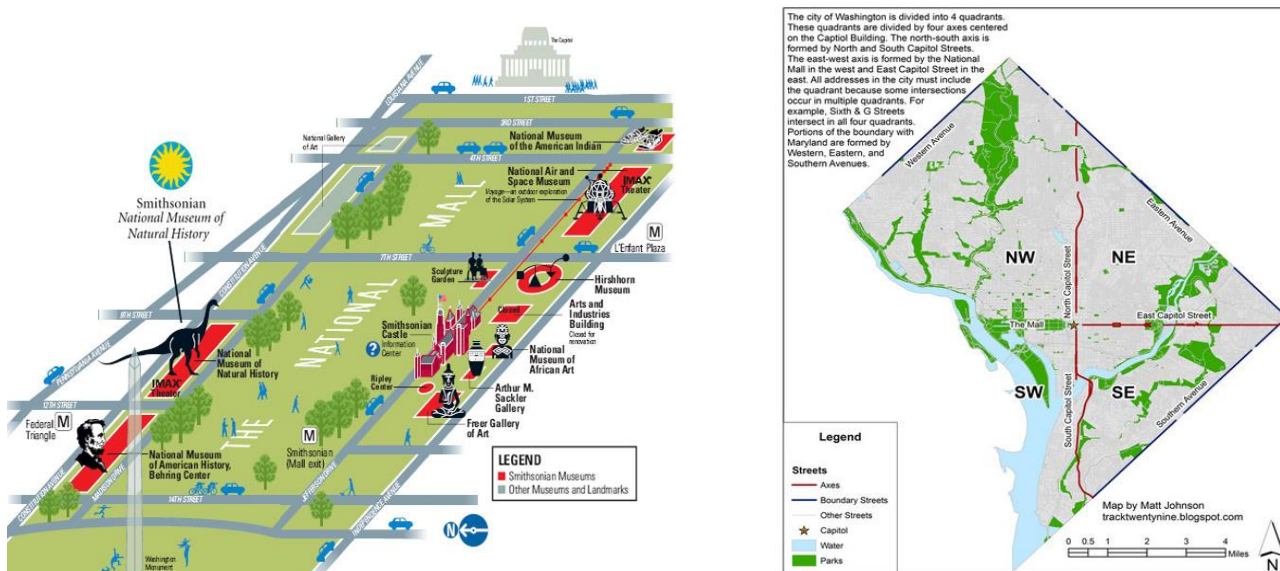 The Capitol
LOUISIANA AVENUE
1ST STREET
3RD STREET
National Gallery
of Art
National Museum
of the American Indian
4TH STREET
National Air and
Space Museum
Voyage—an outdoor exploration
of the Solar System
IMAX®
Theater
Smithsonian
National Museum of
Natural History
MALL
M
L'Enfant Plaza
7TH STREET
CONSTITUTION AVENUE
Sculpture
Garden
Hirshhorn
Museum
NATIONAL
Closed
Arts and
Industries
Building
Closed for
renovation
9TH STREET
Smithsonian
Castle
Information
Center
?
National Museum
of African Art
PENNSYLVANIA AVENUE
National
Museum of
Natural History
IMAX®
Theater
Ripley
Center
Arthur M.
Sackler
Gallery
Freer Gallery
of Art
12TH STREET
M
Federal
Triangle
THE
M
Smithsonian
(Mall exit)
National Museum
of American History,
Behring Center
LEGEND
Smithsonian Museums
Other Museums and Landmarks
CONSTITUTION AVENUE
MADISON DRIVE
14TH STREET
JEFFERSON DRIVE
INDEPENDENCE AVENUE
N
Washington
Monument
The city of Washington is divided into 4 quadrants.
These quadrants are divided by four axes centered
on the Captiol Building. The north-south axis is
formed by North and South Capitol Streets.
The east-west axis is formed by the National
Mall in the west and East Capitol Street in the
east. All addresses in the city must include
the quadrant because some intersections
occur in multiple quadrants. For
example, Sixth & G Streets
intersect in all four quadrants.
Portions of the boundary with
Maryland are formed by
Western, Eastern, and
Southern Avenues.
Western Avenue
Eastern Avenue
NW
NE
North Capitol Street
The Mall
East Capitol Street
SW
SE
South Capitol Street
Southern Avenue
Legend
Streets
Axes
Boundary Streets
Other Streets
Capitol
Water
Parks
Map by Matt Johnson
tracktwentynine.blogspot.com
0 0.5 1 2 3 4
Miles
N